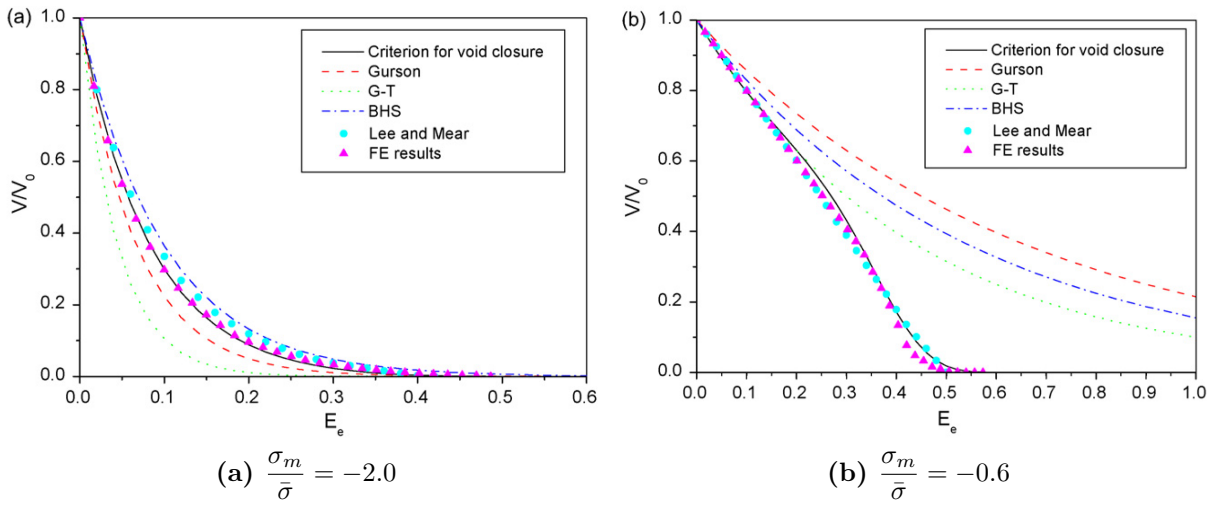 (a)
1.0
0.8
0.6
0.4
0.2
0.0
V/V₀
0.0 0.1 0.2 0.3 0.4 0.5 0.6
Eₑ
Criterion for void closure
Gurson
G-T
BHS
Lee and Mear
FE results
(b)
1.0
0.8
0.6
0.4
0.2
0.0
V/V₀
0.0 0.1 0.2 0.3 0.4 0.5 0.6 0.7 0.8 0.9 1.0
Eₑ
Criterion for void closure
Gurson
G-T
BHS
Lee and Mear
FE results
(a) σₘ/σ̄ = −2.0
(b) σₘ/σ̄ = −0.6